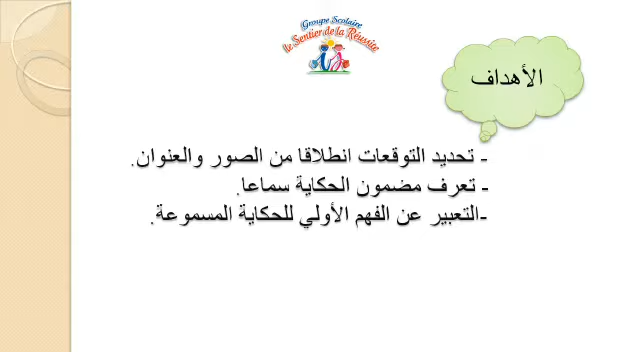 Groupe Scolaire
le Sentier de la Réussite
الأهداف
- تحديد التوقعات انطلاقا من الصور والعنوان.
- تعرف مضمون الحكاية سماعا.
-التعبير عن الفهم الأولي للحكاية المسموعة.